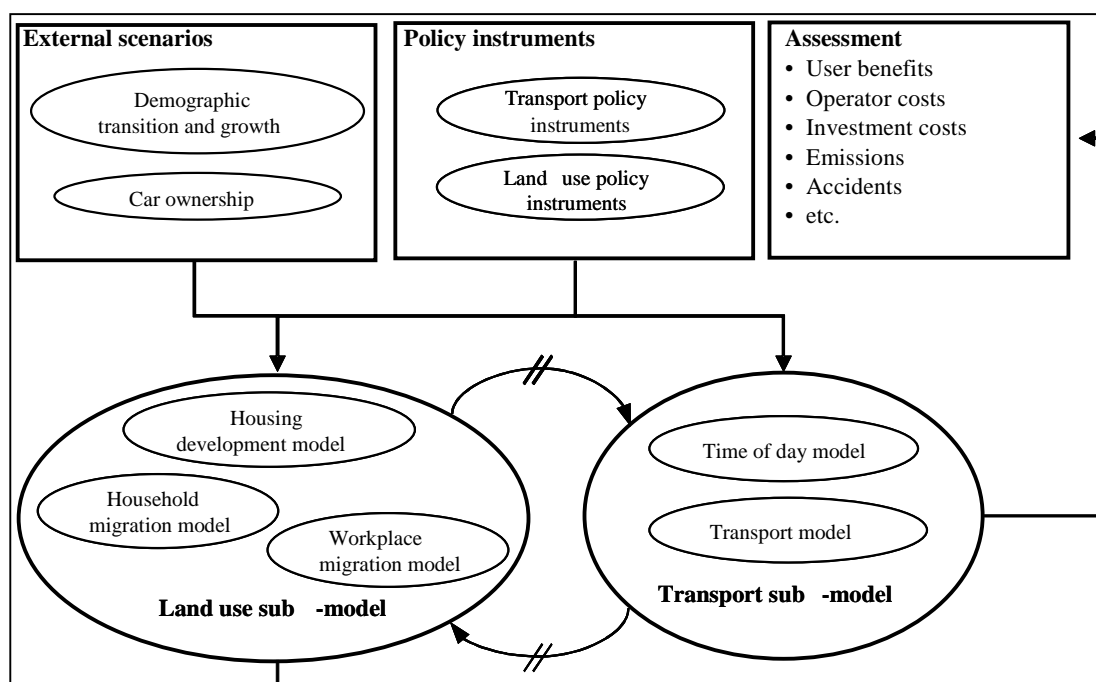 External scenarios
Demographic
transition and growth
Car ownership
Policy instruments
Transport policy
instruments
Land use policy
instruments
Assessment
• User benefits
• Operator costs
• Investment costs
• Emissions
• Accidents
• etc.
Housing
development model
Household
migration model
Workplace
migration model
Land use sub -model
Time of day model
Transport model
Transport sub -model